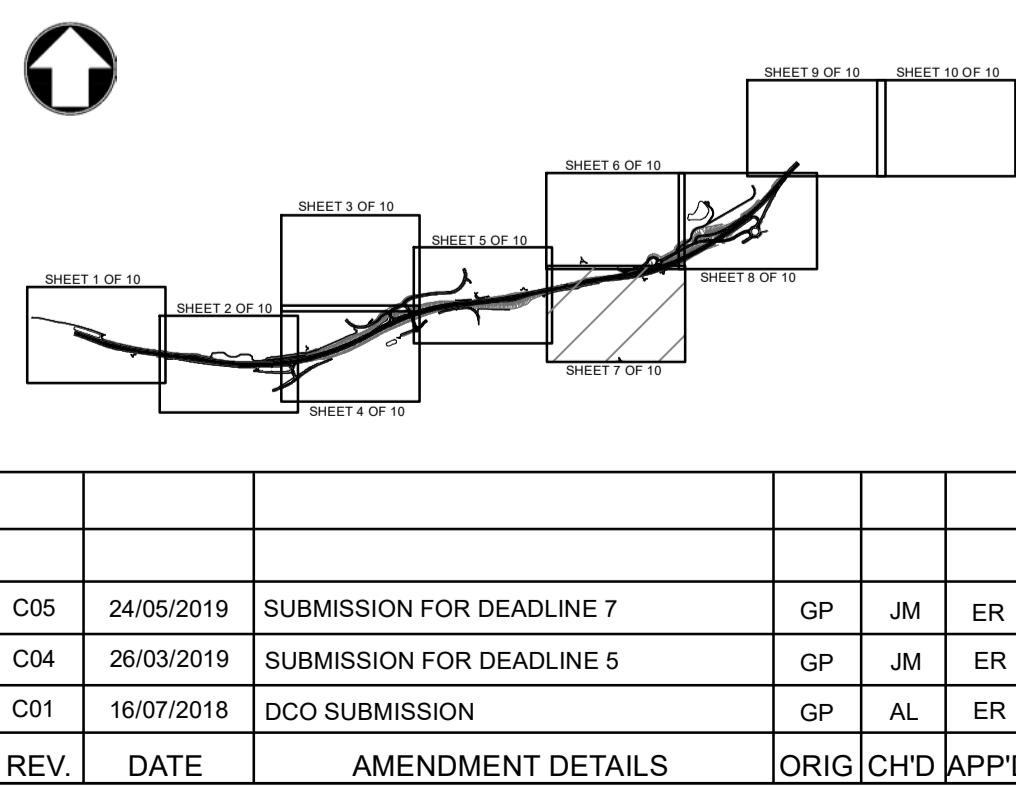 SHEET 9 OF 10 SHEET 10 OF 10
SHEET 6 OF 10
SHEET 3 OF 10
SHEET 5 OF 10
SHEET 8 OF 10
SHEET 1 OF 10
SHEET 2 OF 10
SHEET 7 OF 10
SHEET 4 OF 10
C05 24/05/2019 SUBMISSION FOR DEADLINE 7 GP JM ER
C04 26/03/2019 SUBMISSION FOR DEADLINE 5 GP JM ER
C01 16/07/2018 DCO SUBMISSION GP AL ER
REV. DATE AMENDMENT DETAILS ORIG CH'D APP'D